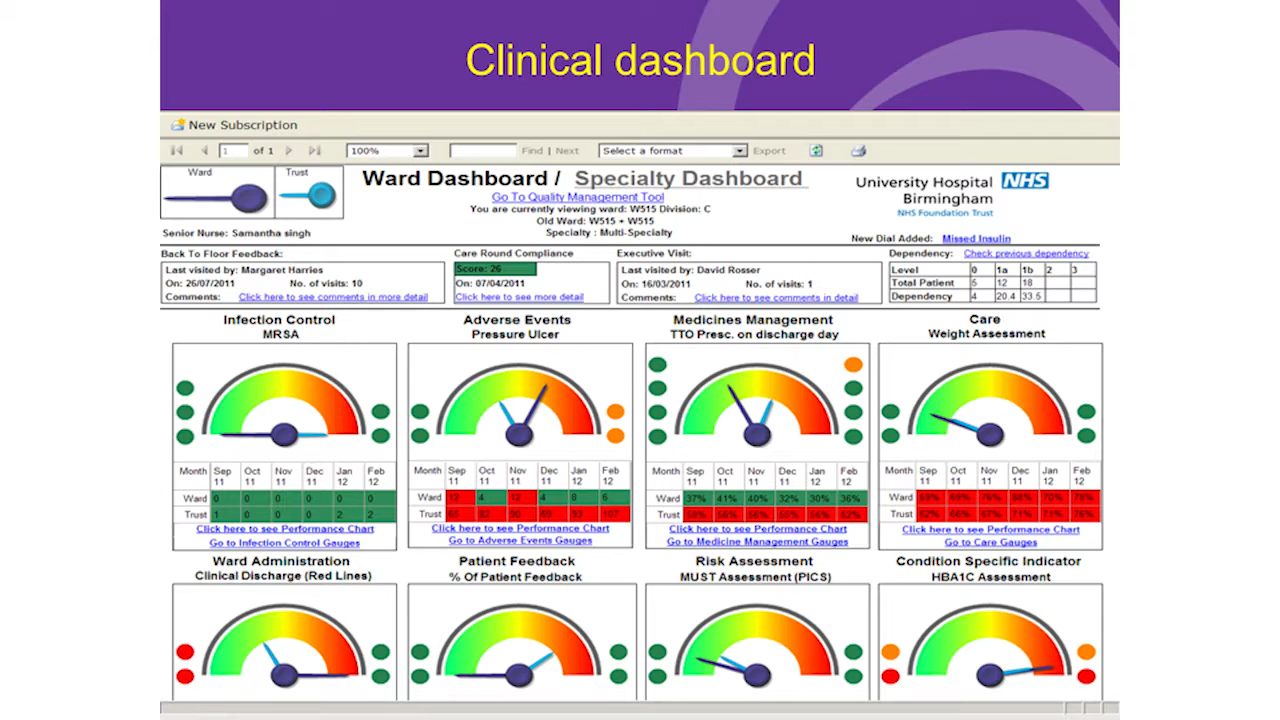 Clinical dashboard
New Subscription
1 of 1 100% Find | Next Select a format Export
Ward Trust
Ward Dashboard / Specialty Dashboard
Go To Quality Management Tool
You are currently viewing ward: W515 Division: C
Old Ward: W515 + W515
Specialty : Multi-Specialty
University Hospital NHS
Birmingham
NHS Foundation Trust
Senior Nurse: Samantha singh
New Dial Added: Missed Insulin
Back To Floor Feedback:
Last visited by: Margaret Harries
On: 26/07/2011 No. of visits: 10
Comments: Click here to see comments in more detail
Care Round Compliance
Score: 26
On: 07/04/2011
Click here to see more detail
Executive Visit:
Last visited by: David Rosser
On: 16/03/2011 No. of visits: 1
Comments: Click here to see comments in detail
Dependency: Check previous dependency
Level 0 1a 1b 2 3
Total Patient 5 12 18
Dependency 4 20.4 33.5
Infection Control
MRSA
Month Sep 11 Oct 11 Nov 11 Dec 11 Jan 12 Feb 12
Ward 0 0 0 0 0 0
Trust 1 0 0 0 2 2
Click here to see Performance Chart
Go to Infection Control Gauges
Adverse Events
Pressure Ulcer
Month Sep 11 Oct 11 Nov 11 Dec 11 Jan 12 Feb 12
Ward 12 4 12 4 8 6
Trust 65 82 90 69 93 107
Click here to see Performance Chart
Go to Adverse Events Gauges
Medicines Management
TTO Presc. on discharge day
Month Sep 11 Oct 11 Nov 11 Dec 11 Jan 12 Feb 12
Ward 37% 41% 40% 32% 30% 36%
Trust 58% 56% 56% 55% 56% 62%
Click here to see Performance Chart
Go to Medicine Management Gauges
Care
Weight Assessment
Month Sep 11 Oct 11 Nov 11 Dec 11 Jan 12 Feb 12
Ward 76% 88% 70% 78%
Trust
Click here to see Performance Chart
Go to Care Gauges
Ward Administration
Clinical Discharge (Red Lines)
Patient Feedback
% Of Patient Feedback
Risk Assessment
MUST Assessment (PICS)
Condition Specific Indicator
HBA1C Assessment